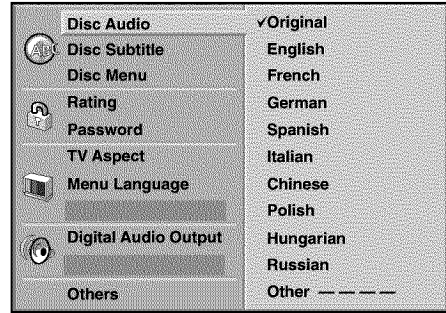 Disc Audio
Disc Subtitle
Disc Menu
Rating
Password
TV Aspect
Menu Language
Digital Audio Output
Others
✓Original
English
French
German
Spanish
Italian
Chinese
Polish
Hungarian
Russian
Other — — — —